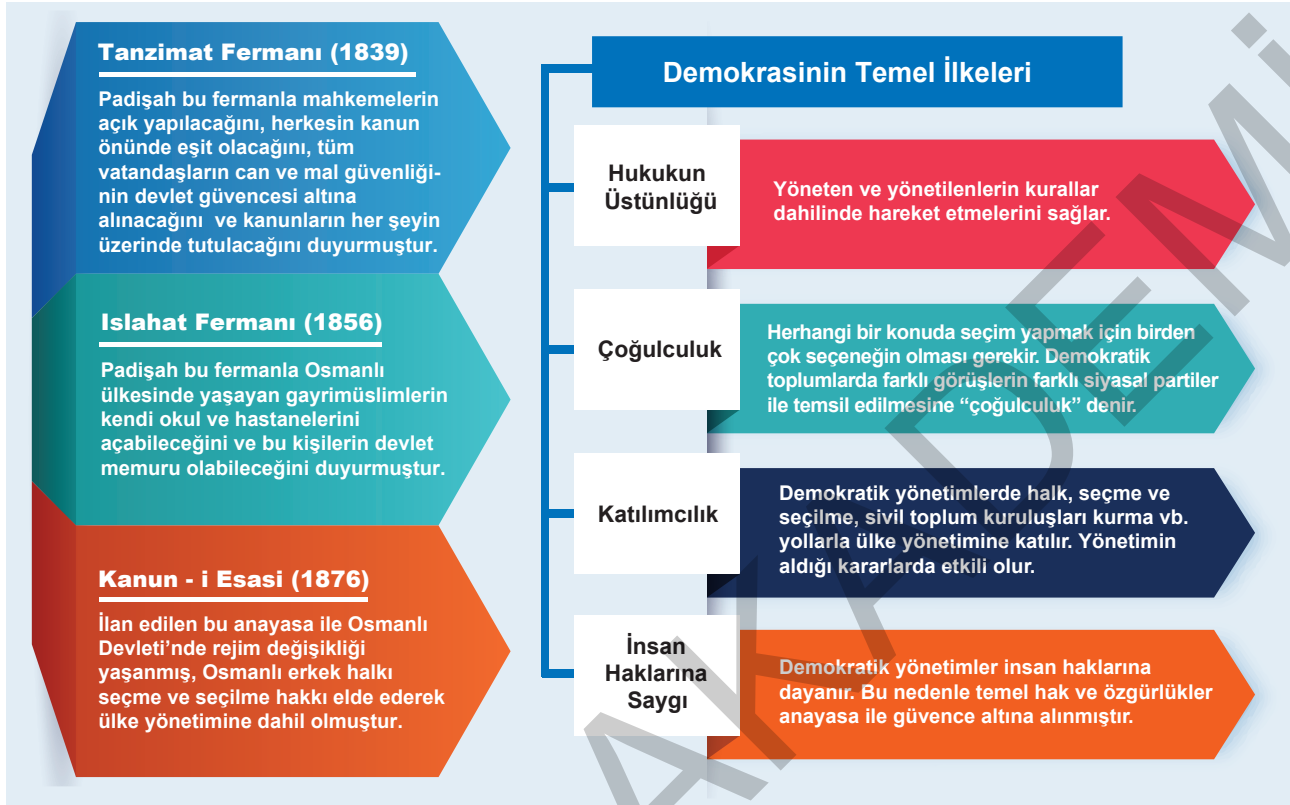 Tanzimat Fermanı (1839)
Padişah bu fermanla mahkemelerin
açık yapılacağını, herkesin kanun
önünde eşit olacağını, tüm
vatandaşların can ve mal güvenliği-
nin devlet güvencesi altına
alınacağını ve kanunların her şeyin
üzerinde tutulacağını duyurmuştur.
Islahat Fermanı (1856)
Padişah bu fermanla Osmanlı
ülkesinde yaşayan gayrimüslimlerin
kendi okul ve hastanelerini
açabileceğini ve bu kişilerin devlet
memuru olabileceğini duyurmuştur.
Kanun - i Esasi (1876)
İlan edilen bu anayasa ile Osmanlı
Devleti’nde rejim değişikliği
yaşanmış, Osmanlı erkek halkı
seçme ve seçilme hakkı elde ederek
ülke yönetimine dahil olmuştur.
Demokrasinin Temel İlkeleri
Hukukun
Üstünlüğü
Yöneten ve yönetilenlerin kurallar
dahilinde hareket etmelerini sağlar.
Çoğulculuk
Herhangi bir konuda seçim yapmak için birden
çok seçeneğin olması gerekir. Demokratik
toplumlarda farklı görüşlerin farklı siyasal partiler
ile temsil edilmesine “çoğulculuk” denir.
Katılımcılık
Demokratik yönetimlerde halk, seçme ve
seçilme, sivil toplum kuruluşları kurma vb.
yollarla ülke yönetimine katılır. Yönetimin
aldığı kararlarda etkili olur.
İnsan
Haklarına
Saygı
Demokratik yönetimler insan haklarına
dayanır. Bu nedenle temel hak ve özgürlükler
anayasa ile güvence altına alınmıştır.
AKADEMİ